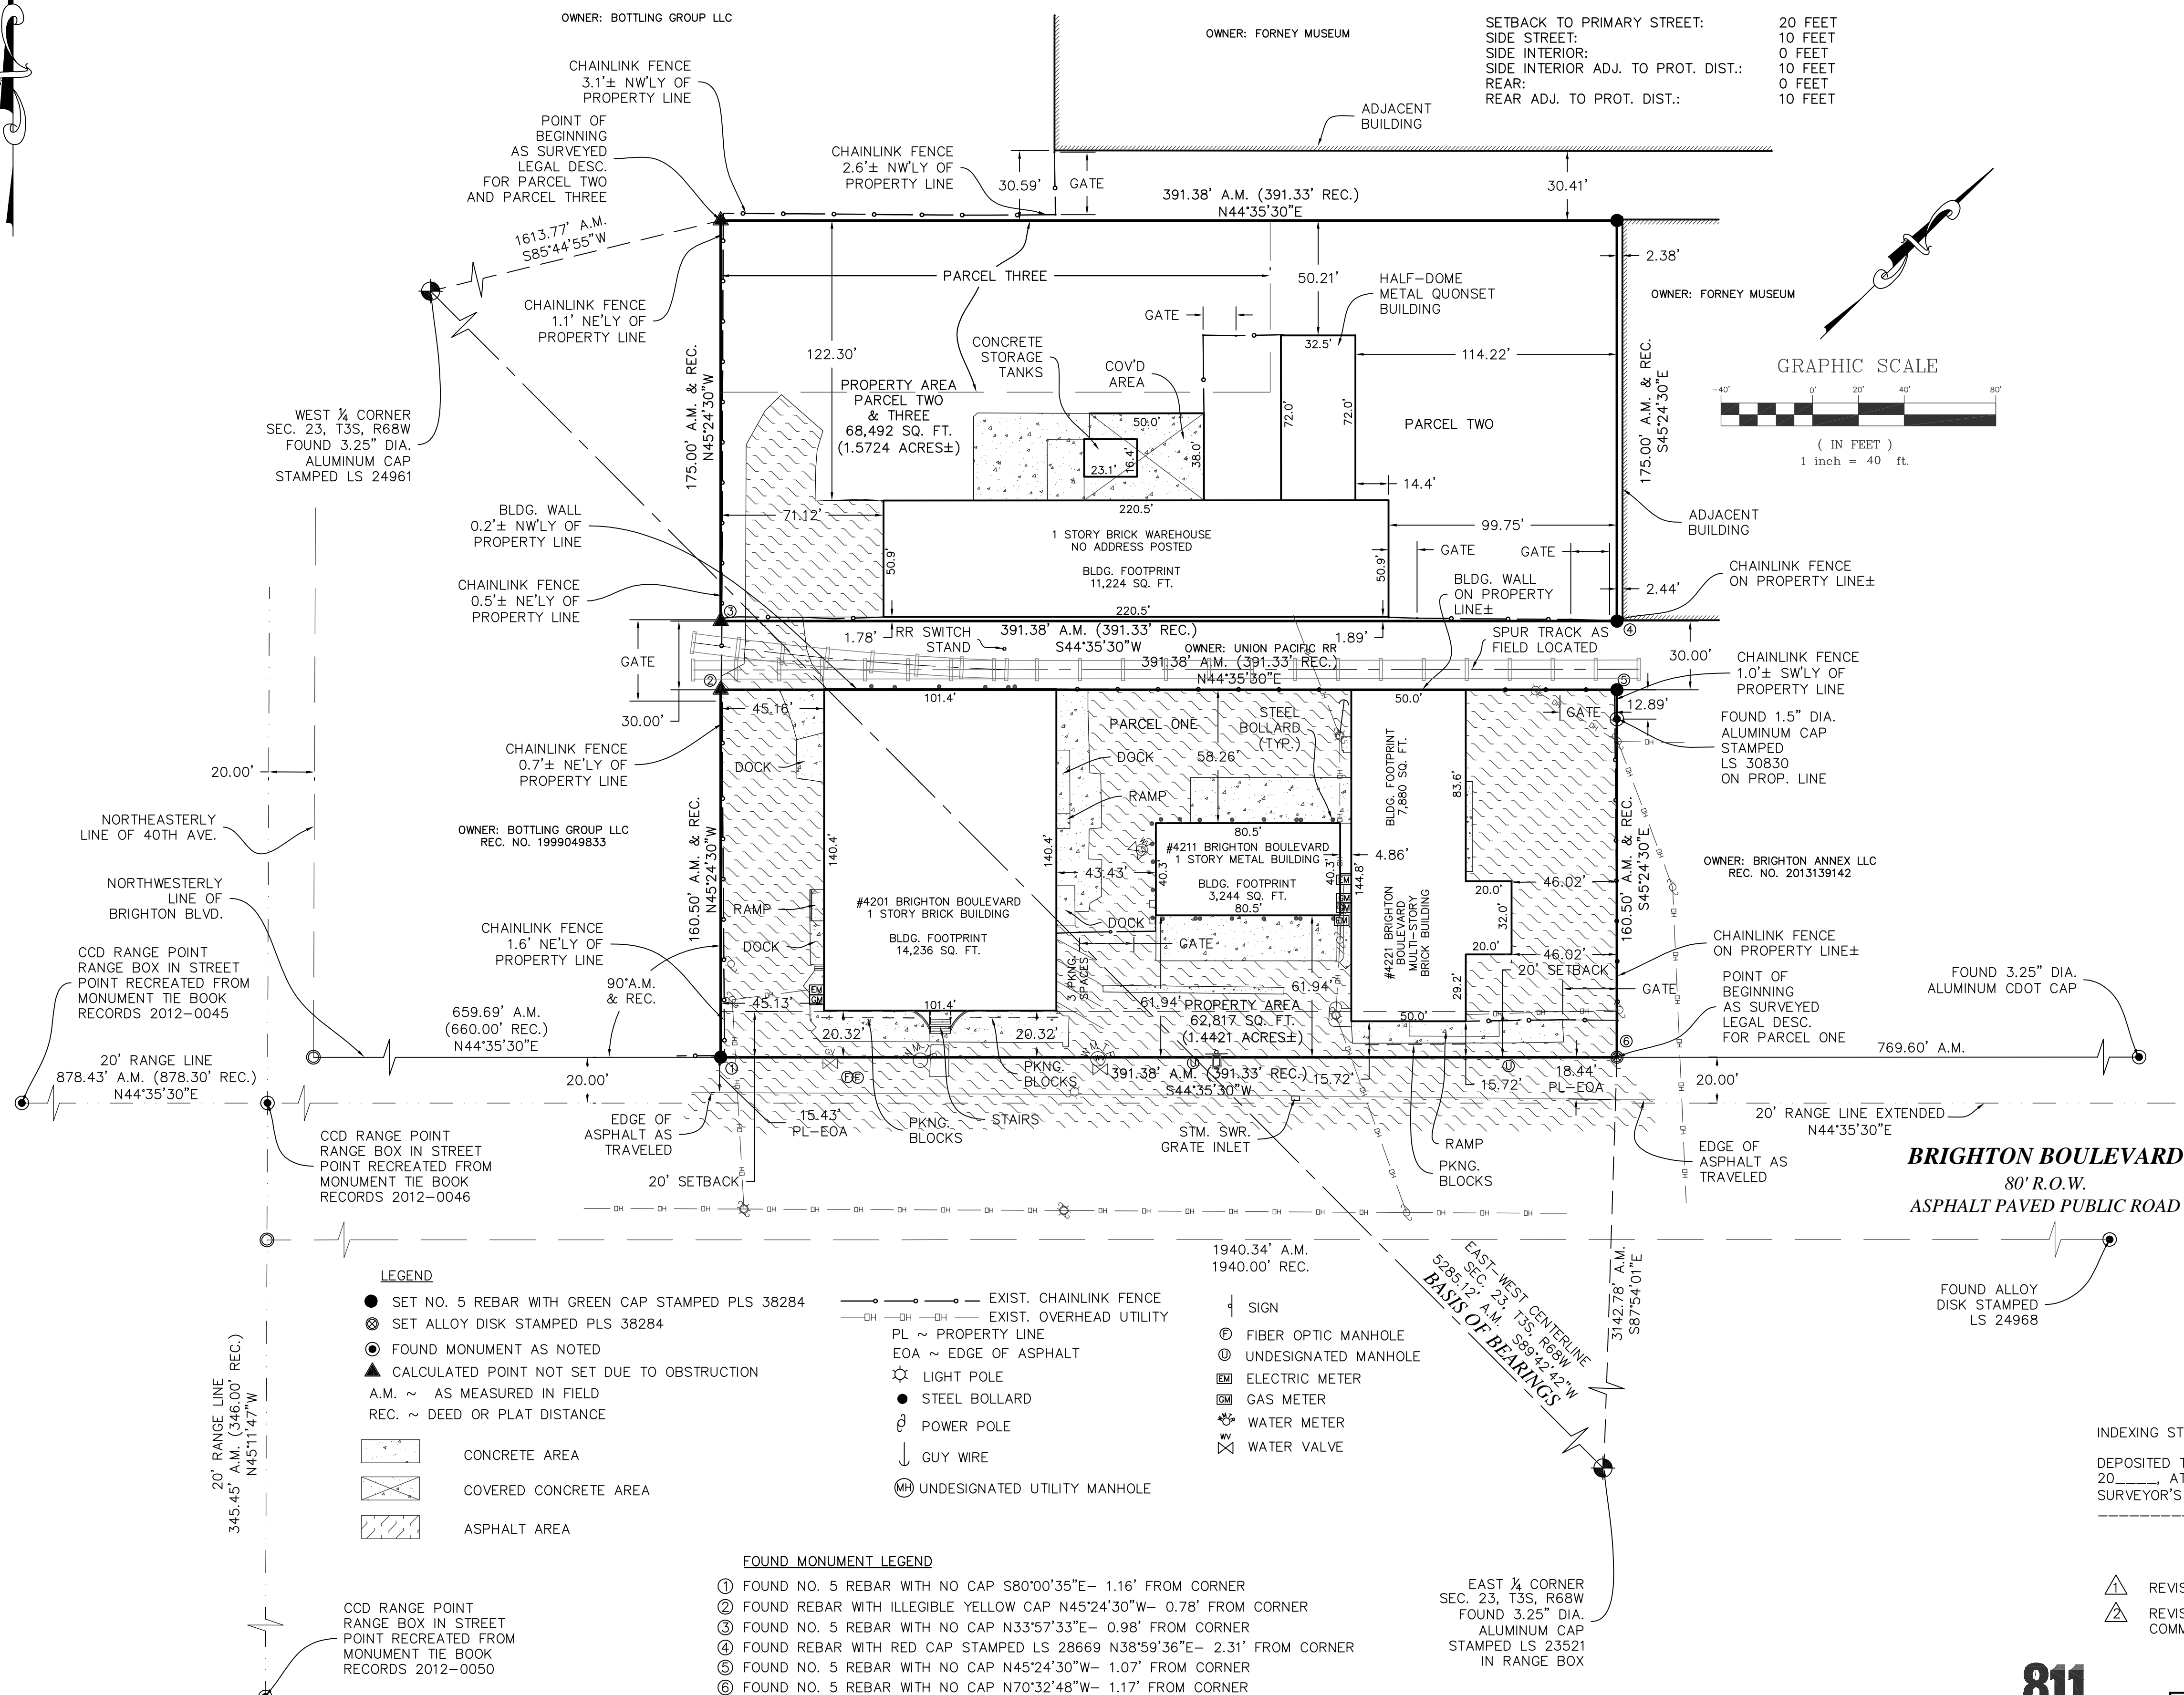 OWNER: BOTTLING GROUP LLC
OWNER: FORNEY MUSEUM
SETBACK TO PRIMARY STREET: 20 FEET
SIDE STREET: 10 FEET
SIDE INTERIOR: 0 FEET
SIDE INTERIOR ADJ. TO PROT. DIST.: 10 FEET
REAR: 0 FEET
REAR ADJ. TO PROT. DIST.: 10 FEET
CHAINLINK FENCE
3.1'± NW'LY OF
PROPERTY LINE
POINT OF
BEGINNING
AS SURVEYED
LEGAL DESC.
FOR PARCEL TWO
AND PARCEL THREE
CHAINLINK FENCE
2.6'± NW'LY OF
PROPERTY LINE
ADJACENT
BUILDING
30.59'
GATE
30.41'
391.38' A.M. (391.33' REC.)
N44°35'30"E
1613.77' A.M.
S85°44'55"W
PARCEL THREE
50.21'
HALF-DOME
METAL QUONSET
BUILDING
2.38'
OWNER: FORNEY MUSEUM
CHAINLINK FENCE
1.1' NE'LY OF
PROPERTY LINE
GATE
CONCRETE
STORAGE
TANKS
COV'D
AREA
32.5'
122.30'
114.22'
175.00' A.M. & REC.
N45°24'30"W
175.00' A.M. & REC.
S45°24'30"E
GRAPHIC SCALE
-40' 0' 20' 40' 80'
( IN FEET )
1 inch = 40 ft.
PROPERTY AREA
PARCEL TWO
& THREE
68,492 SQ. FT.
(1.5724 ACRES±)
50.0'
23.1'
16.4'
38.0'
72.0'
72.0'
PARCEL TWO
WEST ¼ CORNER
SEC. 23, T3S, R68W
FOUND 3.25" DIA.
ALUMINUM CAP
STAMPED LS 24961
14.4'
BLDG. WALL
0.2'± NW'LY OF
PROPERTY LINE
71.12'
220.5'
99.75'
ADJACENT
BUILDING
1 STORY BRICK WAREHOUSE
NO ADDRESS POSTED
BLDG. FOOTPRINT
11,224 SQ. FT.
50.9'
50.9'
GATE
GATE
BLDG. WALL
ON PROPERTY
LINE±
CHAINLINK FENCE
ON PROPERTY LINE±
2.44'
CHAINLINK FENCE
0.5'± NE'LY OF
PROPERTY LINE
220.5'
3
4
1.78'
RR SWITCH
STAND
391.38' A.M. (391.33' REC.)
S44°35'30"W
1.89'
SPUR TRACK AS
FIELD LOCATED
OWNER: UNION PACIFIC RR
391.38' A.M. (391.33' REC.)
N44°35'30"E
30.00'
GATE
2
5
CHAINLINK FENCE
1.0'± SW'LY OF
PROPERTY LINE
30.00'
45.16'
101.4'
PARCEL ONE
STEEL
BOLLARD
(TYP.)
50.0'
GATE
12.89'
FOUND 1.5" DIA.
ALUMINUM CAP
STAMPED
LS 30830
ON PROP. LINE
CHAINLINK FENCE
0.7'± NE'LY OF
PROPERTY LINE
DOCK
DOCK
58.26'
20.00'
RAMP
BLDG. FOOTPRINT
7,880 SQ. FT.
83.6'
NORTHEASTERLY
LINE OF 40TH AVE.
OWNER: BOTTLING GROUP LLC
REC. NO. 1999049833
160.50' A.M. & REC.
N45°24'30"W
160.50' A.M. & REC.
S45°24'30"E
140.4'
140.4'
80.5'
#4211 BRIGHTON BOULEVARD
1 STORY METAL BUILDING
BLDG. FOOTPRINT
3,244 SQ. FT.
80.5'
40.3'
40.3'
43.43'
4.86'
144.8'
EM
EM
EM
EM
OWNER: BRIGHTON ANNEX LLC
REC. NO. 2013139142
NORTHWESTERLY
LINE OF
BRIGHTON BLVD.
#4201 BRIGHTON BOULEVARD
1 STORY BRICK BUILDING
BLDG. FOOTPRINT
14,236 SQ. FT.
RAMP
DOCK
DOCK
GATE
20.0'
46.02'
32.0'
20.0'
46.02'
#4221 BRIGHTON
BOULEVARD
MULTI-STORY
BRICK BUILDING
CHAINLINK FENCE
1.6' NE'LY OF
PROPERTY LINE
CHAINLINK FENCE
ON PROPERTY LINE±
CCD RANGE POINT
RANGE BOX IN STREET
POINT RECREATED FROM
MONUMENT TIE BOOK
RECORDS 2012-0045
90° A.M.
& REC.
3 PKNG.
SPACES
20' SETBACK
GATE
POINT OF
BEGINNING
AS SURVEYED
LEGAL DESC.
FOR PARCEL ONE
FOUND 3.25" DIA.
ALUMINUM CDOT CAP
659.69' A.M.
(660.00' REC.)
N44°35'30"E
EM
GM
45.13'
101.4'
61.94'
61.94'
PROPERTY AREA
62,817 SQ. FT.
(1.4421 ACRES±)
29.2'
50.0'
20.32'
20.32'
1
6
769.60' A.M.
20' RANGE LINE
878.43' A.M. (878.30' REC.)
N44°35'30"E
20.00'
PKNG.
BLOCKS
391.38' A.M. (391.33' REC.)
S44°35'30"W
15.72'
15.72'
18.44'
PL-EOA
20.00'
15.43'
PL-EOA
PKNG.
BLOCKS
STAIRS
STM. SWR.
GRATE INLET
RAMP
PKNG.
BLOCKS
EDGE OF
ASPHALT AS
TRAVELED
20' RANGE LINE EXTENDED
N44°35'30"E
EDGE OF
ASPHALT AS
TRAVELED
CCD RANGE POINT
RANGE BOX IN STREET
POINT RECREATED FROM
MONUMENT TIE BOOK
RECORDS 2012-0046
20' SETBACK
BRIGHTON BOULEVARD
80' R.O.W.
ASPHALT PAVED PUBLIC ROAD
1940.34' A.M.
1940.00' REC.
EAST-WEST CENTERLINE
SEC. 23, T3S, R68W
5285.12' A.M. S89°42'42"W
BASIS OF BEARINGS
3142.78' A.M.
S87°54'01"E
FOUND ALLOY
DISK STAMPED
LS 24968
20' RANGE LINE
345.45' A.M. (346.00' REC.)
N45°11'47"W
LEGEND
SET NO. 5 REBAR WITH GREEN CAP STAMPED PLS 38284
SET ALLOY DISK STAMPED PLS 38284
FOUND MONUMENT AS NOTED
CALCULATED POINT NOT SET DUE TO OBSTRUCTION
A.M. ~ AS MEASURED IN FIELD
REC. ~ DEED OR PLAT DISTANCE
CONCRETE AREA
COVERED CONCRETE AREA
ASPHALT AREA
EXIST. CHAINLINK FENCE
OH OH OH EXIST. OVERHEAD UTILITY
PL ~ PROPERTY LINE
EOA ~ EDGE OF ASPHALT
LIGHT POLE
STEEL BOLLARD
POWER POLE
GUY WIRE
MH UNDESIGNATED UTILITY MANHOLE
SIGN
F FIBER OPTIC MANHOLE
U UNDESIGNATED MANHOLE
EM ELECTRIC METER
GM GAS METER
WATER METER
WV WATER VALVE
INDEXING ST
DEPOSITED T
20____, AT
SURVEYOR'S
FOUND MONUMENT LEGEND
1 FOUND NO. 5 REBAR WITH NO CAP S80°00'35"E- 1.16' FROM CORNER
2 FOUND REBAR WITH ILLEGIBLE YELLOW CAP N45°24'30"W- 0.78' FROM CORNER
3 FOUND NO. 5 REBAR WITH NO CAP N33°57'33"E- 0.98' FROM CORNER
4 FOUND REBAR WITH RED CAP STAMPED LS 28669 N38°59'36"E- 2.31' FROM CORNER
5 FOUND NO. 5 REBAR WITH NO CAP N45°24'30"W- 1.07' FROM CORNER
6 FOUND NO. 5 REBAR WITH NO CAP N70°32'48"W- 1.17' FROM CORNER
EAST ¼ CORNER
SEC. 23, T3S, R68W
FOUND 3.25" DIA.
ALUMINUM CAP
STAMPED LS 23521
IN RANGE BOX
CCD RANGE POINT
RANGE BOX IN STREET
POINT RECREATED FROM
MONUMENT TIE BOOK
RECORDS 2012-0050
1 REVIS
2 REVIS
COMM
811